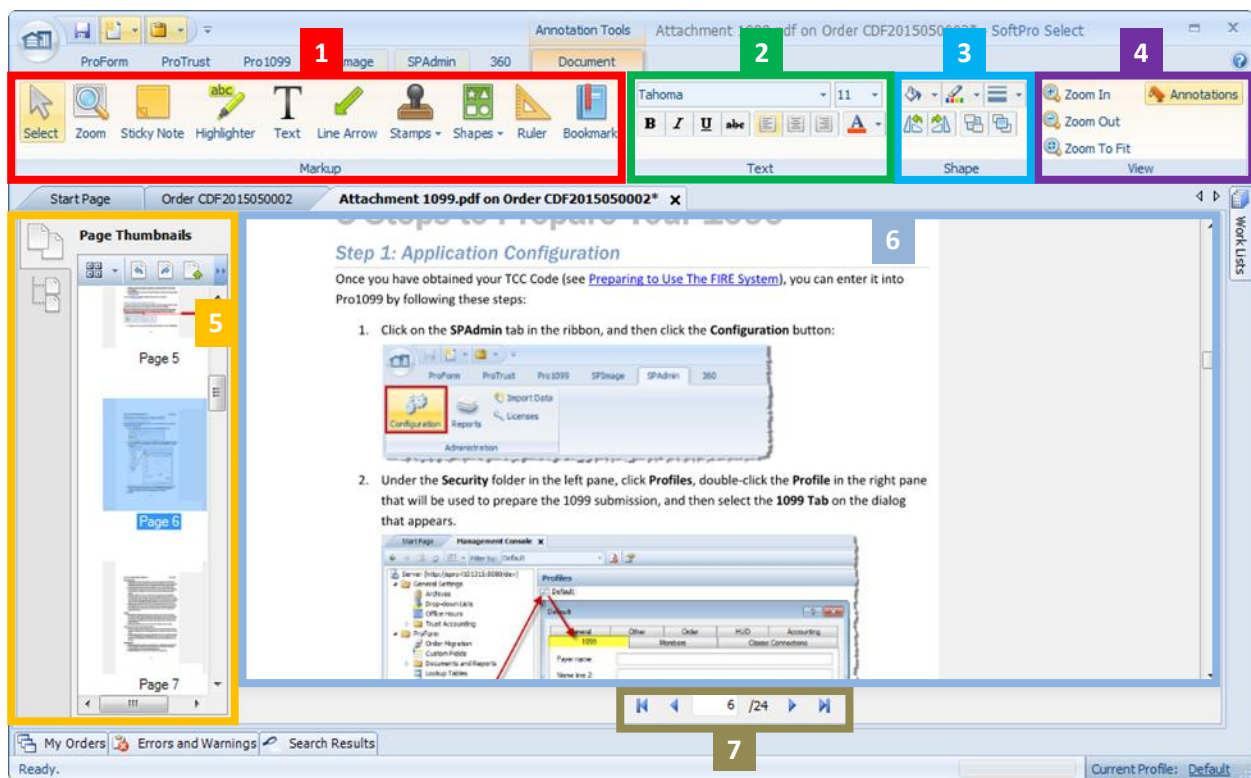 Annotation Tools
Attachment 1099.pdf on Order CDF2015050002* - SoftPro Select
ProForm ProTrust Pro1099 SPAdmin 360 Document
1
2
3
4
Select Zoom Sticky Note Highlighter Text Line Arrow Stamps Shapes Ruler Bookmark
abc
T
Markup
Tahoma 11
B I U abc A
Text
Shape
Zoom In Annotations
Zoom Out
Zoom To Fit
View
Start Page Order CDF2015050002 Attachment 1099.pdf on Order CDF2015050002* x
Work Lists
Page Thumbnails
5
Page 5
Page 6
Page 7
6
Step 1: Application Configuration
Once you have obtained your TCC Code (see Preparing to Use The FIRE System), you can enter it into
Pro1099 by following these steps:
1. Click on the SPAdmin tab in the ribbon, and then click the Configuration button:
ProForm ProTrust Pro1099 SPImage SPAdmin 360
Import Data
Licenses
Configuration Reports
Administration
2. Under the Security folder in the left pane, click Profiles, double-click the Profile in the right pane
that will be used to prepare the 1099 submission, and then select the 1099 Tab on the dialog
that appears.
Start Page Management Console x
Filter by: Default
Profiles
General Settings
Default
Archives
Drop-down Lists
Default
Office Hours
Trust Accounting
General Other Order HUD Accounting
ProForm
1099 Members Classic Connections
Order Migration
Custom Fields
Payer name:
Documents and Reports
Lookup Tables
Name line 2:
6 /24
7
My Orders Errors and Warnings Search Results
Ready.
Current Profile: Default